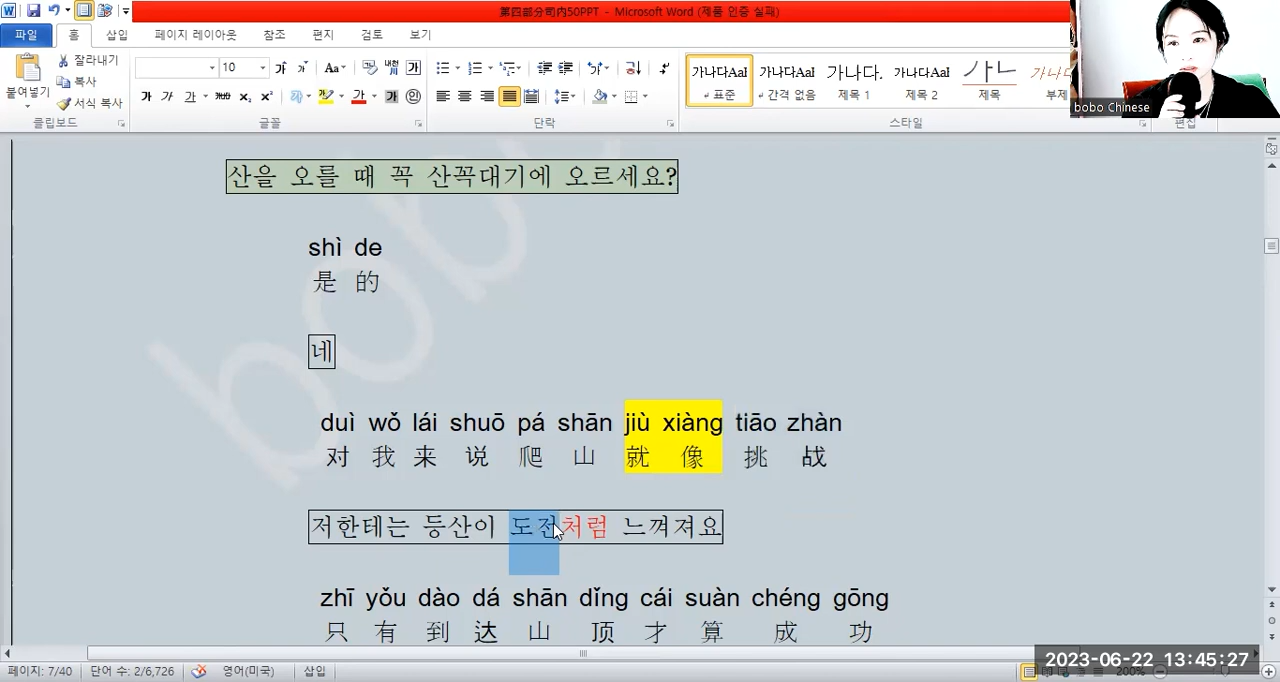 第四部分司内50PPT - Microsoft Word (제품 인증 실패)
파일 홈 삽입 페이지 레이아웃 참조 편지 검토 보기
붙여넣기
잘라내기
복사
서식 복사
클립보드
10
글꼴
단락
가나다AaI 가나다AaI 가나다. 가나다AaI
표준 간격 없음 제목 1 제목 2 제목 부제
스타일
편집
bobo Chinese
산을 오를 때 꼭 산꼭대기에 오르세요?
shì de
是 的
네
duì wǒ lái shuō pá shān jiù xiàng tiāo zhàn
对 我 来 说 爬 山 就 像 挑 战
저한테는 등산이 도전처럼 느껴져요
zhī yǒu dào dá shān dǐng cái suàn chéng gōng
只 有 到 达 山 顶 才 算 成 功
페이지: 7/40 단어 수: 2/6,726 영어(미국) 삽입
200%
2023-06-22 13:45:27